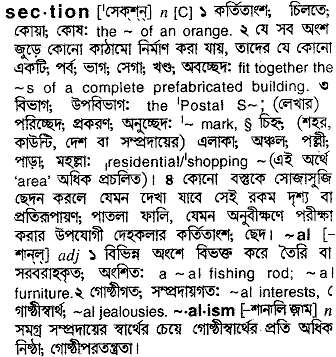 sec·tion ['সেকশ্‌ন্] n [C] ১ কর্তিতাংশ; চিলতে;
কোয়া; কোষ: the ~ of an orange. ২ যে সব অংশ
জুড়ে কোনো কাঠামো নির্মাণ করা যায়, তাদের যে কোনো
একটি; পর্ব; ভাগ; সেগা; খণ্ড; অবচ্ছেদ: fit together the
~s of a complete prefabricated building. ৩
বিভাগ; উপবিভাগ: the 'Postal S~; (লেখার)
পরিচ্ছেদ; প্রকরণ; অনুচ্ছেদ: '~ mark, § চিহ্ন; (শহর,
কাউন্টি, দেশ বা সম্প্রদায়ের) এলাকা; অঞ্চল; পল্লী;
পাড়া; মহল্লা: ˌresidential/'shopping ~ (এই অর্থে
'area' অধিক প্রচলিত)। ৪ কোনো বস্তুকে সোজাসুজি
ছেদন করলে যেমন দেখা যাবে সেই রকম দৃশ্য বা
প্রতিরূপায়ণ; পাতলা ফালি, যেমন অনুবীক্ষণে পরীক্ষা
করার উপযোগী দেহকলার কর্তিতাংশ; ছেদ। ~al [–
শান্‌ল্] adj ১ বিভিন্ন অংশে বিভক্ত করে তৈরি বা
সরবরাহকৃত; অংশিত: a ~al fishing rod; ~al
furniture. ২ গোষ্ঠীগত; সম্প্রদায়গত: ~al interests,
গোষ্ঠীস্বার্থ; ~al jealousies. ~·al·ism [–শানালিজ়াম্] n
সমগ্র সম্প্রদায়ের স্বার্থের চেয়ে গোষ্ঠীস্বার্থের প্রতি অধিক
নিষ্ঠা; গোষ্ঠীপরতন্ত্রতা।